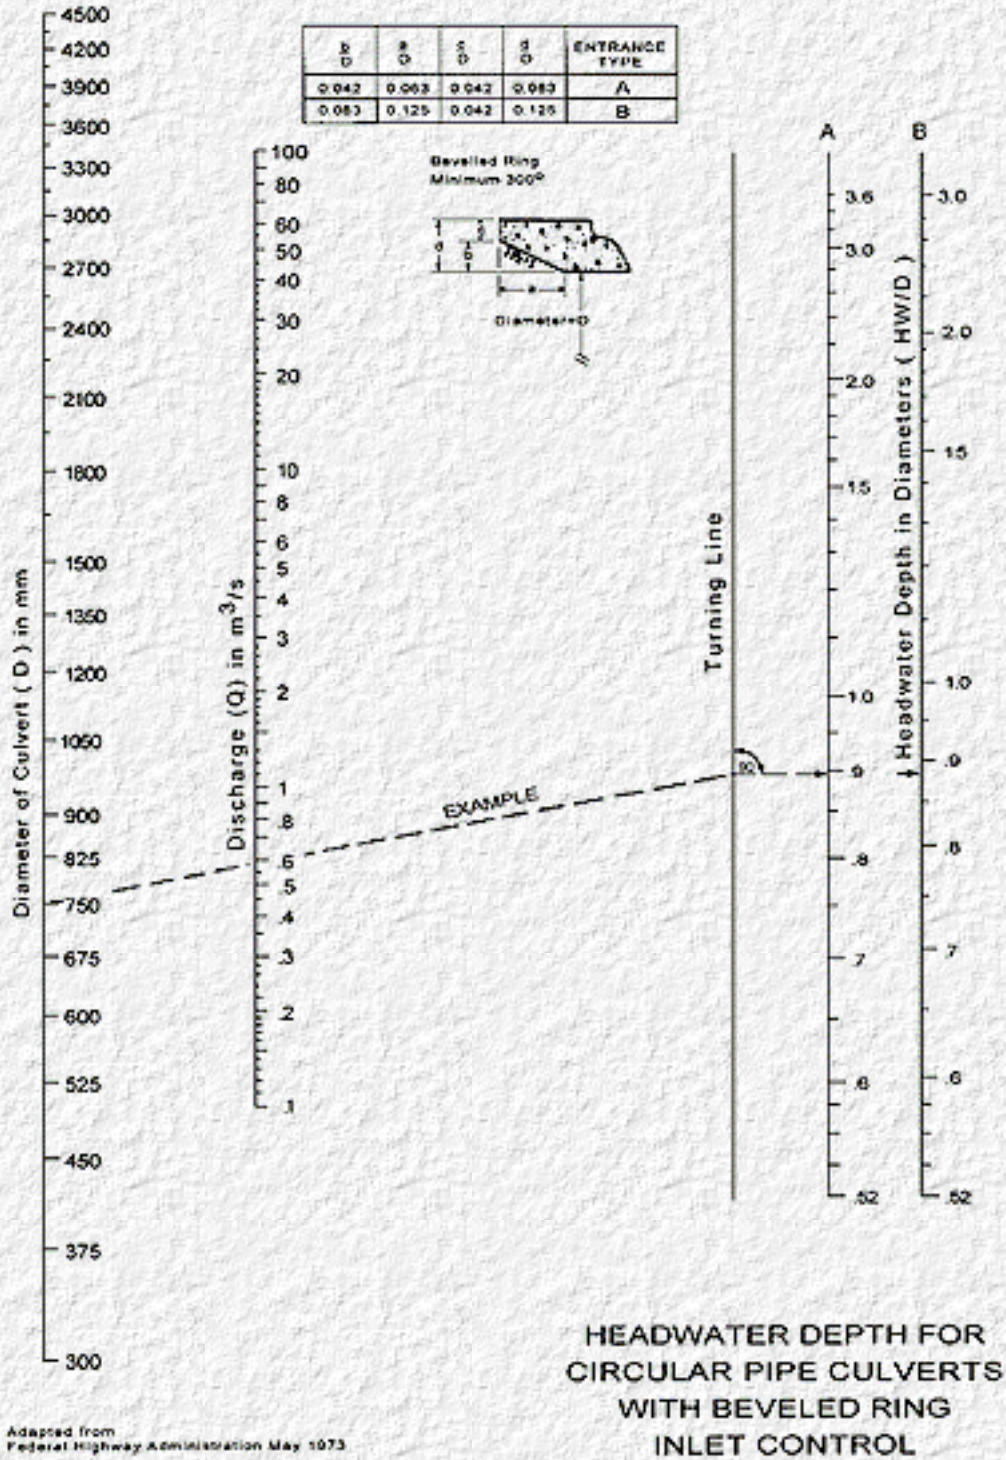 4500
4200
3900
3600
3300
3000
2700
2400
2100
1800
1500
1350
1200
1050
900
825
750
675
600
525
450
375
300
Diameter of Culvert ( D ) in mm
b/D a/D c/D d/D ENTRANCE TYPE
0.042 0.063 0.042 0.083 A
0.083 0.125 0.042 0.125 B
100
80
60
50
40
30
20
10
8
6
5
4
3
2
1
.8
.6
.5
.4
.3
.2
.1
Discharge (Q) in m3/s
Bevelled Ring
Minimum 300°
d
c
b
a
Diameter=D
EXAMPLE
Turning Line
90
A
3.6
3.0
2.0
1.5
1.0
.9
.8
.7
.6
.52
Headwater Depth in Diameters ( HW/D )
B
3.0
2.0
1.5
1.0
.9
.8
.7
.6
.52
HEADWATER DEPTH FOR
CIRCULAR PIPE CULVERTS
WITH BEVELED RING
INLET CONTROL
Adapted from
Federal Highway Administration May 1973